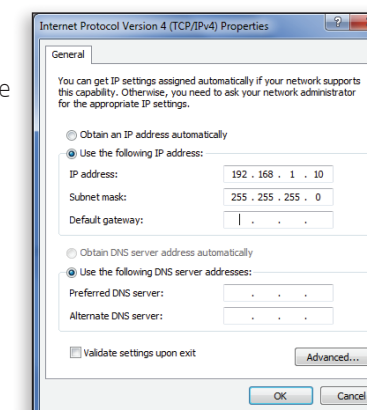 Internet Protocol Version 4 (TCP/IPv4) Properties
General
You can get IP settings assigned automatically if your network supports
this capability. Otherwise, you need to ask your network administrator
for the appropriate IP settings.
Obtain an IP address automatically
Use the following IP address:
IP address: 192 . 168 . 1 . 10
Subnet mask: 255 . 255 . 255 . 0
Default gateway: . . .
Obtain DNS server address automatically
Use the following DNS server addresses:
Preferred DNS server: . . .
Alternate DNS server: . . .
Validate settings upon exit
Advanced...
OK Cancel